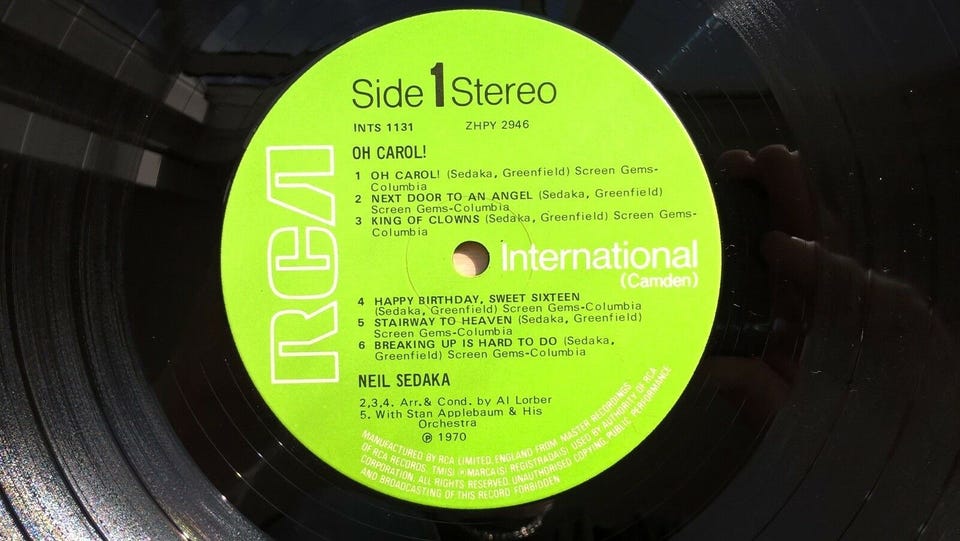 Side 1 Stereo
INTS 1131 ZHPY 2946
OH CAROL!
1 OH CAROL! (Sedaka, Greenfield) Screen Gems-
Columbia
2 NEXT DOOR TO AN ANGEL (Sedaka, Greenfield)
Screen Gems-Columbia
3 KING OF CLOWNS (Sedaka, Greenfield) Screen Gems-
Columbia
RCA
International
(Camden)
4 HAPPY BIRTHDAY, SWEET SIXTEEN
(Sedaka, Greenfield) Screen Gems-Columbia
5 STAIRWAY TO HEAVEN (Sedaka, Greenfield)
Screen Gems-Columbia
6 BREAKING UP IS HARD TO DO (Sedaka,
Greenfield) Screen Gems-Columbia
NEIL SEDAKA
2,3,4. Arr.& Cond. by Al Lorber
5. With Stan Applebaum & His
Orchestra
℗ 1970
MANUFACTURED BY RCA LIMITED, ENGLAND, FROM MASTER RECORDINGS
OF RCA RECORDS. TM(S) ® MARCA(S) REGISTRADA(S) USED BY AUTHORITY OF RCA
CORPORATION. ALL RIGHTS RESERVED. UNAUTHORISED COPYING, PUBLIC PERFORMANCE
AND BROADCASTING OF THIS RECORD FORBIDDEN